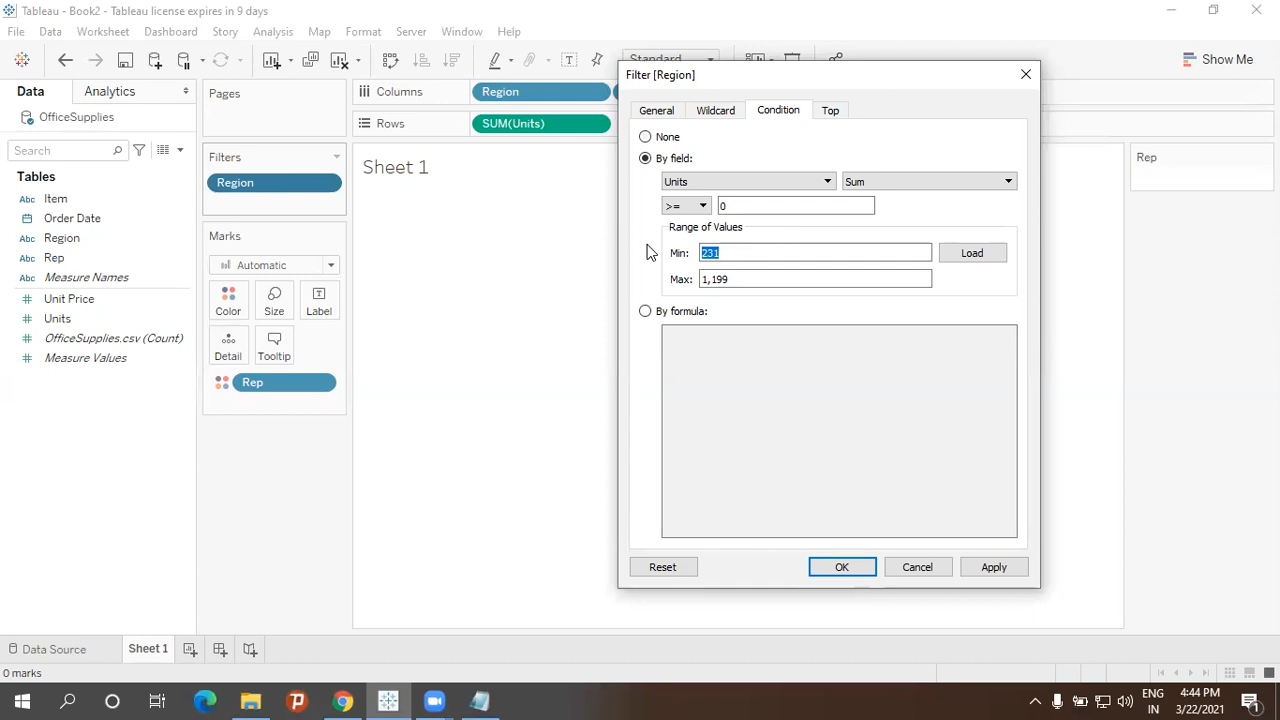 Tableau - Book2 - Tableau license expires in 9 days
File Data Worksheet Dashboard Story Analysis Map Format Server Window Help
Standard
Show Me
Data Analytics
OfficeSupplies
Search
Tables
Abc Item
Order Date
Abc Region
Abc Rep
Abc Measure Names
# Unit Price
# Units
# OfficeSupplies.csv (Count)
# Measure Values
Pages
Filters
Region
Marks
Automatic
Color Size Label
Detail Tooltip
Rep
Columns Region
Rows SUM(Units)
Sheet 1
Rep
Filter [Region]
General Wildcard Condition Top
None
By field:
Units Sum
>= 0
Range of Values
Min: 231 Load
Max: 1,199
By formula:
Reset OK Cancel Apply
Data Source Sheet 1
0 marks
ENG
IN
4:44 PM
3/22/2021
1